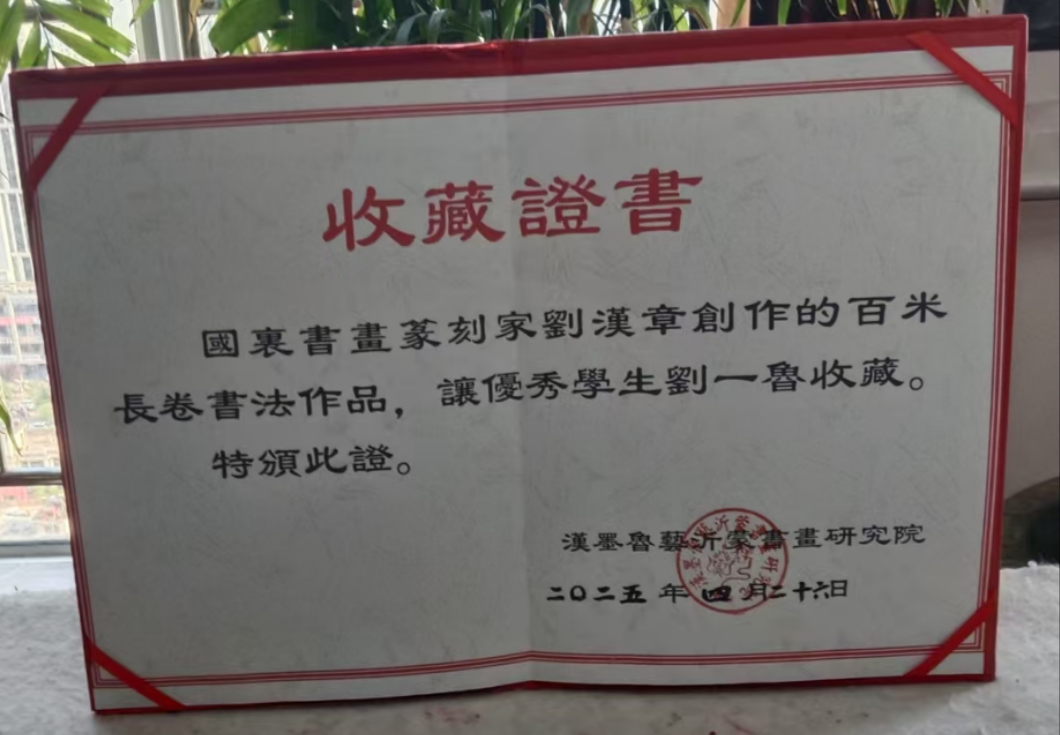 收藏證書
國裏書畫篆刻家劉漢章創作的百米
長卷書法作品，讓優秀學生劉一魯收藏。
特頒此證。
漢墨魯藝沂蒙書畫研究院
二〇二五年四月二十六日